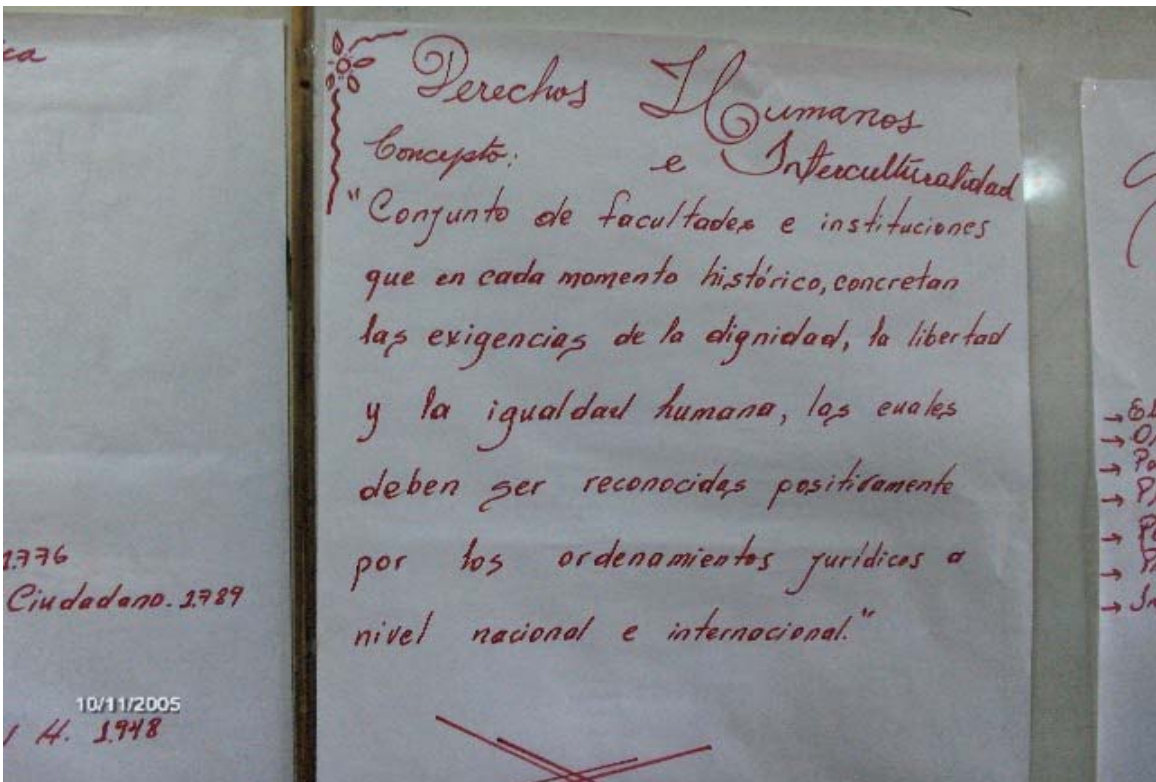 Derechos Humanos
e Interculturalidad
Concepto:
"Conjunto de facultades e instituciones
que en cada momento histórico, concretan
las exigencias de la dignidad, la libertad
y la igualdad humana, las cuales
deben ser reconocidas positivamente
por los ordenamientos jurídicos a
nivel nacional e internacional."
1776
Ciudadano. 1789
H. 1948
10/11/2005